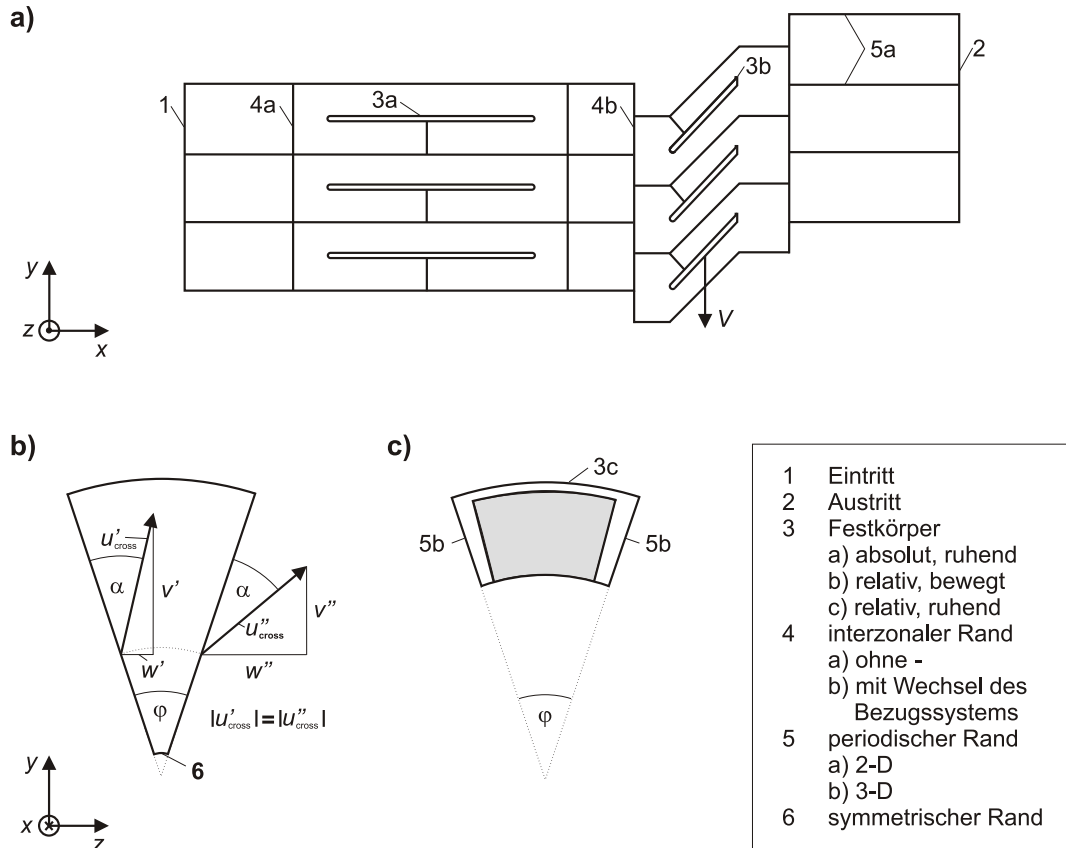 a)
1
4a
3a
4b
3b
5a
2
y
z
x
V
b)
u'cross
α
v'
w'
α
u''cross
v''
w''
φ
|u'cross|=|u''cross|
6
y
x
z
c)
3c
5b
5b
φ
1 Eintritt
2 Austritt
3 Festkörper
a) absolut, ruhend
b) relativ, bewegt
c) relativ, ruhend
4 interzonaler Rand
a) ohne -
b) mit Wechsel des
Bezugssystems
5 periodischer Rand
a) 2-D
b) 3-D
6 symmetrischer Rand